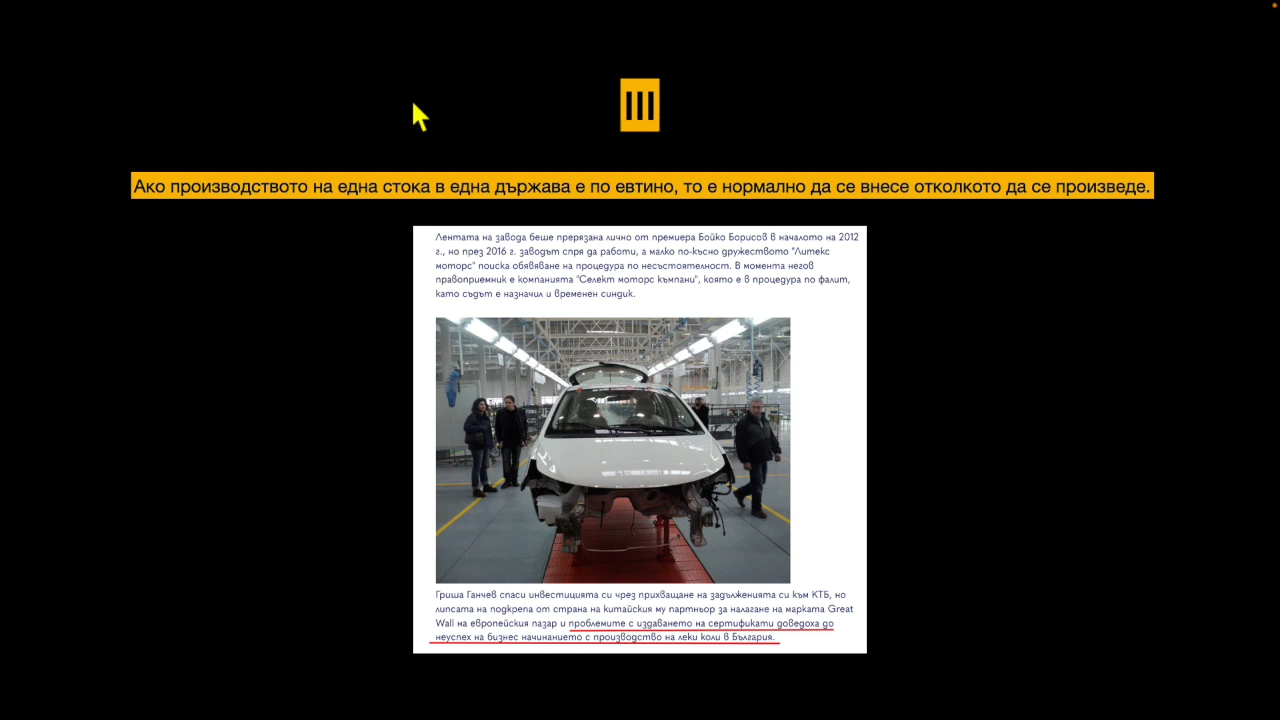 III
Ако производството на една стока в една държава е по евтино, то е нормално да се внесе отколкото да се произведе.
Лентата на завода беше прерязана лично от премиера Бойко Борисов в началото на 2012
г., но през 2016 г. заводът спря да работи, а малко по-късно дружеството "Литекс
моторс" поиска обявяване на процедура по несъстоятелност. В момента негов
правоприемник е компанията "Селект моторс къмпани", която е в процедура по фалит,
като съдът е назначил и временен синдик.
Гриша Ганчев спаси инвестицията си чрез прихващане на задълженията си към КТБ, но
липсата на подкрепа от страна на китайския му партньор за налагане на марката Great
Wall на европейския пазар и проблемите с издаването на сертификати доведоха до
неуспех на бизнес начинанието с производство на леки коли в България.